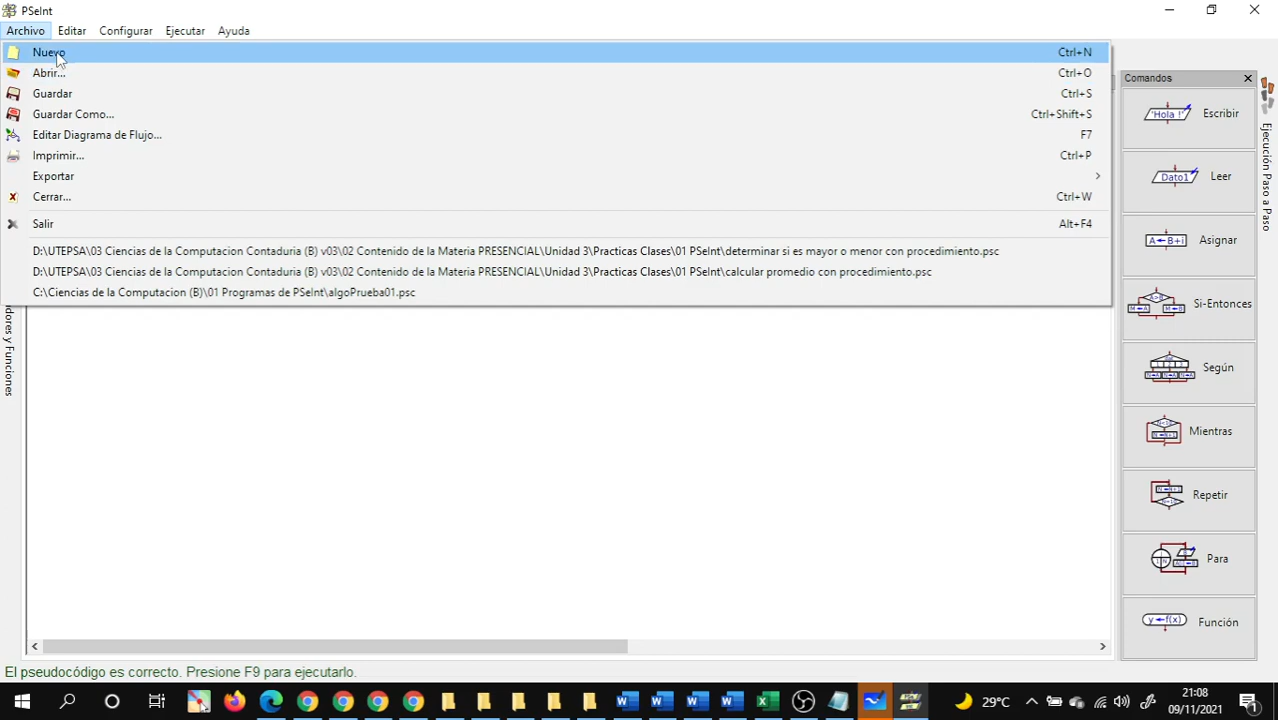 PSeInt
Archivo Editar Configurar Ejecutar Ayuda
Nuevo Ctrl+N
Abrir... Ctrl+O
Guardar Ctrl+S
Guardar Como... Ctrl+Shift+S
Editar Diagrama de Flujo... F7
Imprimir... Ctrl+P
Exportar
Cerrar... Ctrl+W
Salir Alt+F4
D:\UTEPSA\03 Ciencias de la Computacion Contaduria (B) v03\02 Contenido de la Materia PRESENCIAL\Unidad 3\Practicas Clases\01 PSeInt\determinar si es mayor o menor con procedimiento.psc
D:\UTEPSA\03 Ciencias de la Computacion Contaduria (B) v03\02 Contenido de la Materia PRESENCIAL\Unidad 3\Practicas Clases\01 PSeInt\calcular promedio con procedimiento.psc
C:\Ciencias de la Computacion (B)\01 Programas de PSeInt\algoPrueba01.psc
y Funciones
Comandos
'Hola !' Escribir
Dato1 Leer
A←B+i Asignar
Si-Entonces
Según
Mientras
Repetir
Para
y←f(x) Función
Ejecución Paso a Paso
El pseudocódigo es correcto. Presione F9 para ejecutarlo.
29°C
21:08
09/11/2021
1